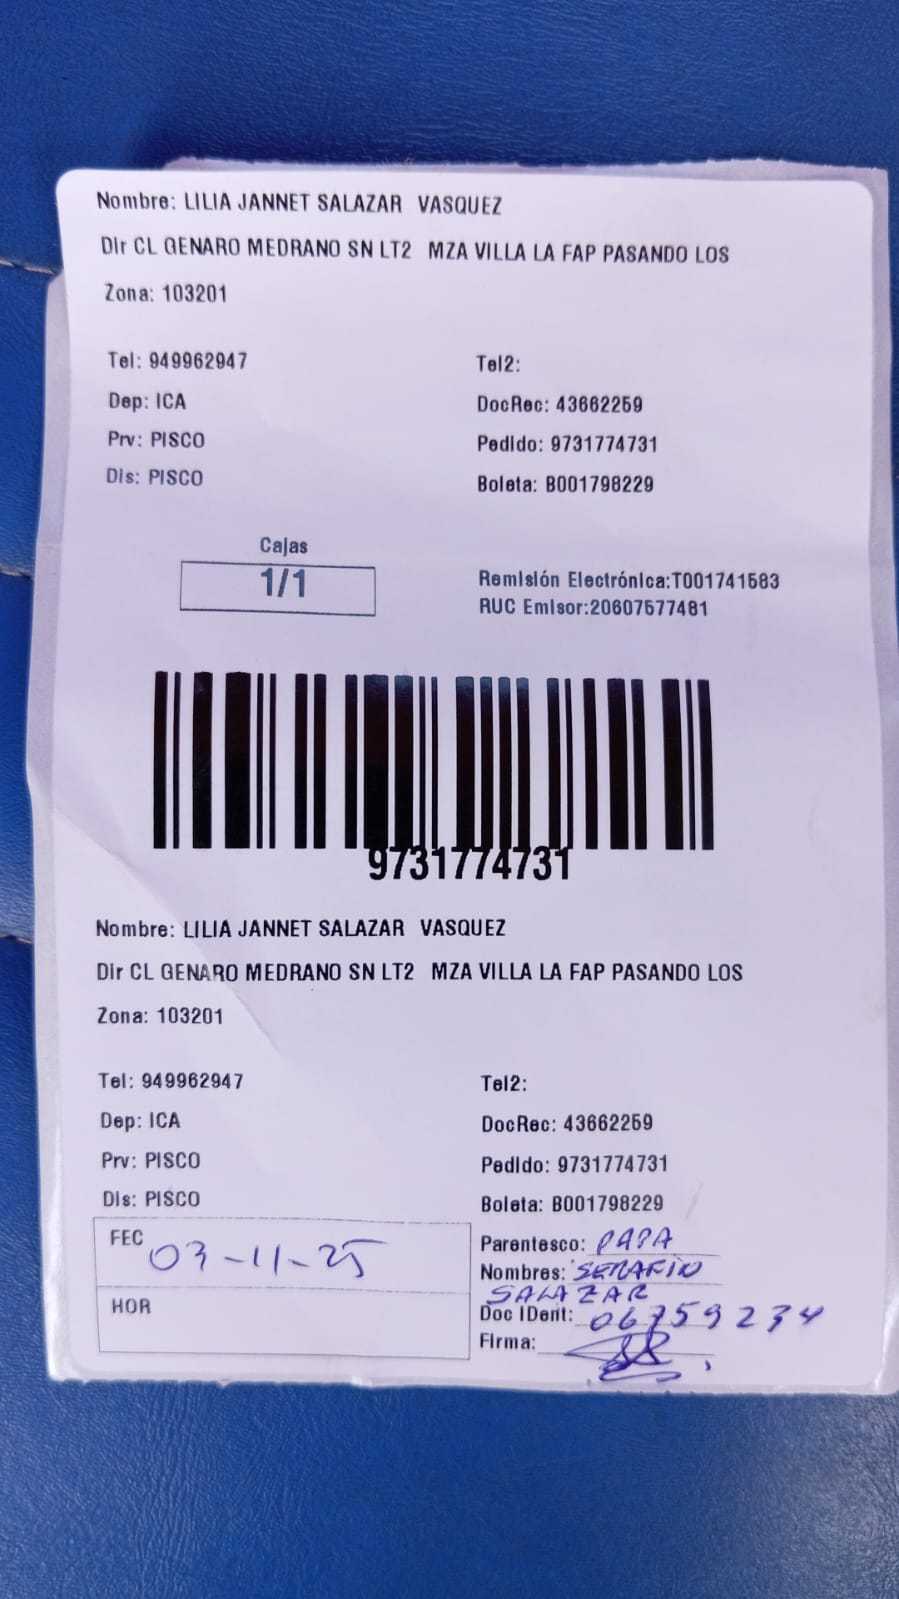 Nombre: LILIA JANNET SALAZAR VASQUEZ
Dir CL GENARO MEDRANO SN LT2 MZA VILLA LA FAP PASANDO LOS
Zona: 103201
Tel: 949962947 Tel2:
Dep: ICA DocRec: 43662259
Prv: PISCO Pedido: 9731774731
Dis: PISCO Boleta: B001798229
Cajas
1/1
Remisión Electrónica:T001741583
RUC Emisor:20607577481
9731774731
Nombre: LILIA JANNET SALAZAR VASQUEZ
Dir CL GENARO MEDRANO SN LT2 MZA VILLA LA FAP PASANDO LOS
Zona: 103201
Tel: 949962947 Tel2:
Dep: ICA DocRec: 43662259
Prv: PISCO Pedido: 9731774731
Dis: PISCO Boleta: B001798229
FEC 03-11-25
HOR
Parentesco: PAPA
Nombres: SERAFIN
SALAZAR
Doc IDent: 06759234
Firma: